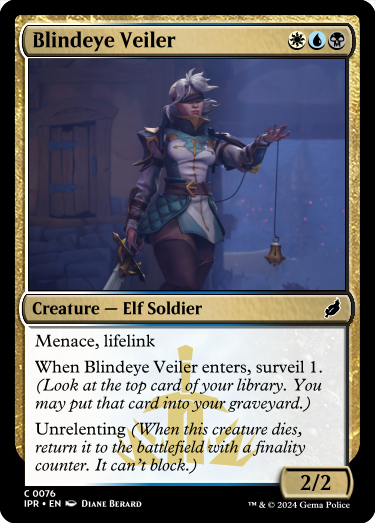 Blindeye Veiler
Creature — Elf Soldier
Menace, lifelink
When Blindeye Veiler enters, surveil 1.
(Look at the top card of your library. You
may put that card into your graveyard.)
Unrelenting (When this creature dies,
return it to the battlefield with a finality
counter. It can't block.)
2/2
C 0076
IPR • EN Diane Berard
™ & © 2024 Gema Police